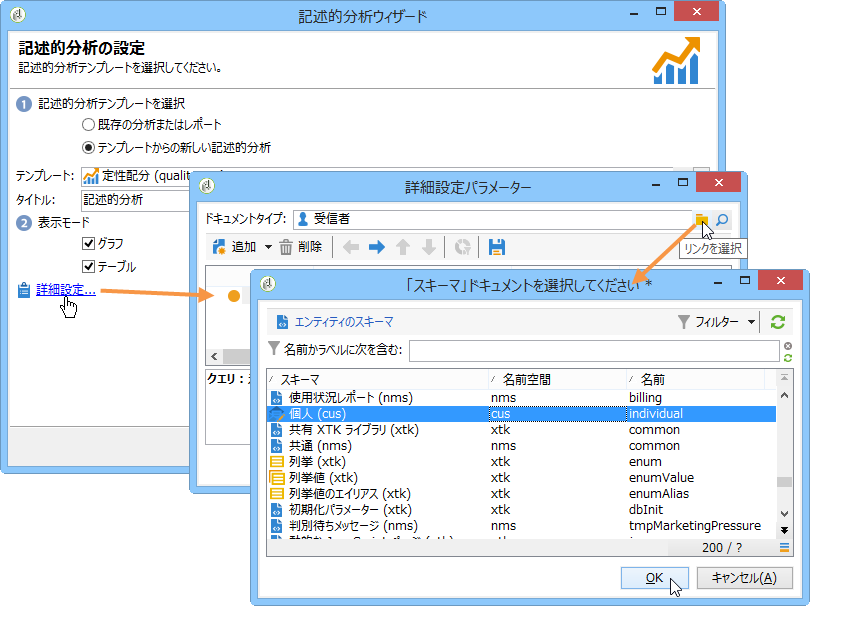 記述的分析ウィザード
記述的分析の設定
記述的分析テンプレートを選択してください。
1 記述的分析テンプレートを選択
既存の分析またはレポート
テンプレートからの新しい記述的分析
テンプレート: 定性配分 (qualit
タイトル: 記述的分析
2 表示モード
グラフ
テーブル
詳細設定...
詳細設定パラメーター
ドキュメントタイプ: 受信者
追加 削除
リンクを選択
クエリ:
「スキーマ」ドキュメントを選択してください *
エンティティのスキーマ フィルター
名前かラベルに次を含む:
スキーマ 名前空間 名前
使用状況レポート (nms) nms billing
個人 (cus) cus individual
共有 XTK ライブラリ (xtk) xtk common
共通 (nms) nms common
列挙 (xtk) xtk enum
列挙値 (xtk) xtk enumValue
列挙値のエイリアス (xtk) xtk enumAlias
初期化パラメーター (xtk) xtk dbInit
判別待ちメッセージ (nms) nms tmpMarketingPressure
200 / ?
OK キャンセル(A)